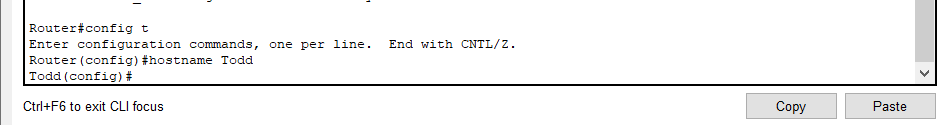 Router#config t
Enter configuration commands, one per line.  End with CNTL/Z.
Router(config)#hostname Todd
Todd(config)#
Ctrl+F6 to exit CLI focus
Copy
Paste